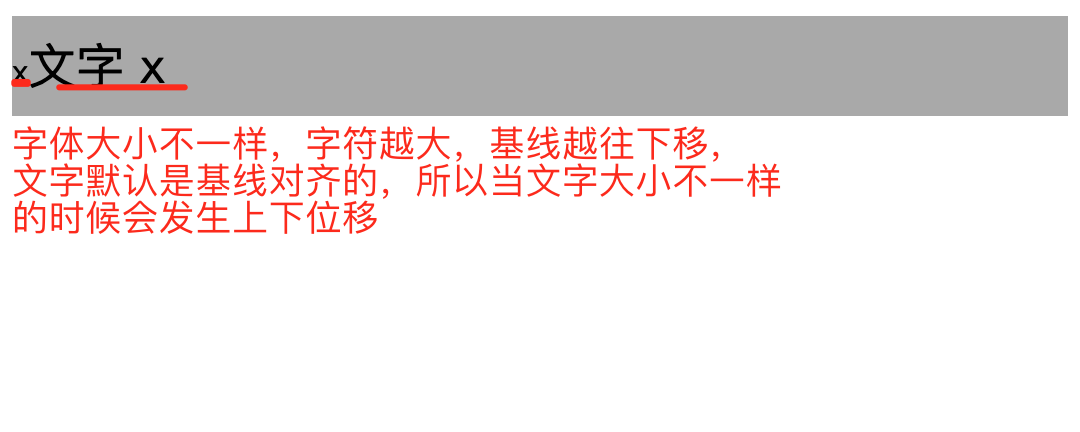 x文字 x
字体大小不一样，字符越大，基线越往下移，
文字默认是基线对齐的，所以当文字大小不一样
的时候会发生上下位移